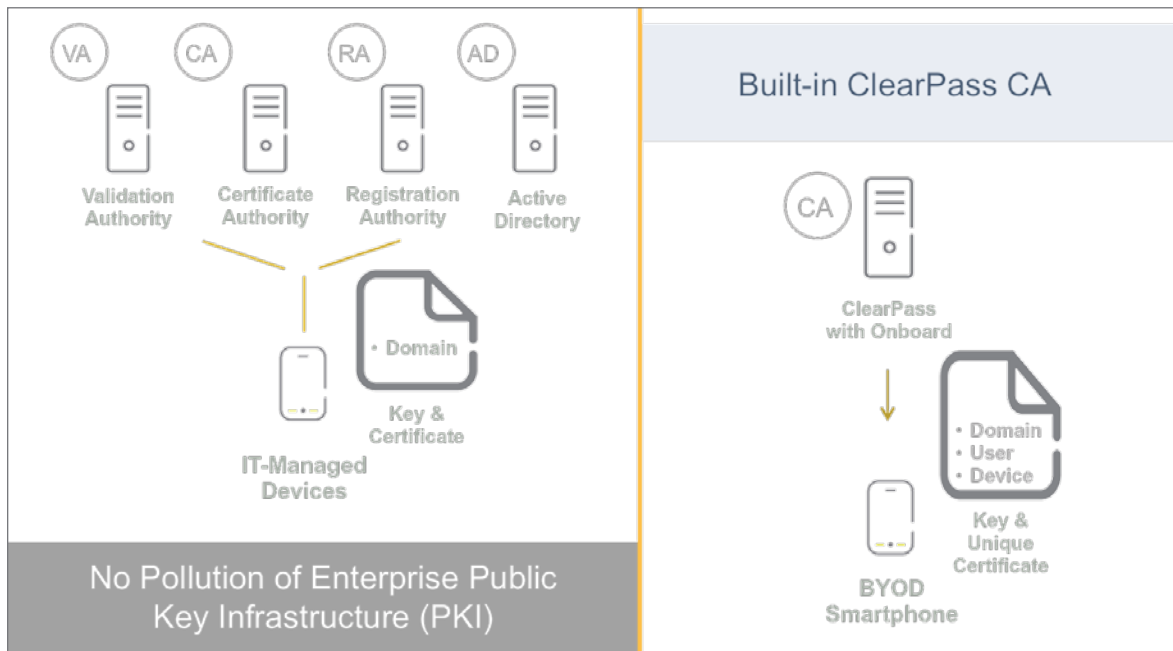 VA
CA
RA
AD
Validation
Authority
Certificate
Authority
Registration
Authority
Active
Directory
• Domain
Key &
Certificate
IT-Managed
Devices
No Pollution of Enterprise Public
Key Infrastructure (PKI)
Built-in ClearPass CA
CA
ClearPass
with Onboard
• Domain
• User
• Device
Key &
Unique
Certificate
BYOD
Smartphone